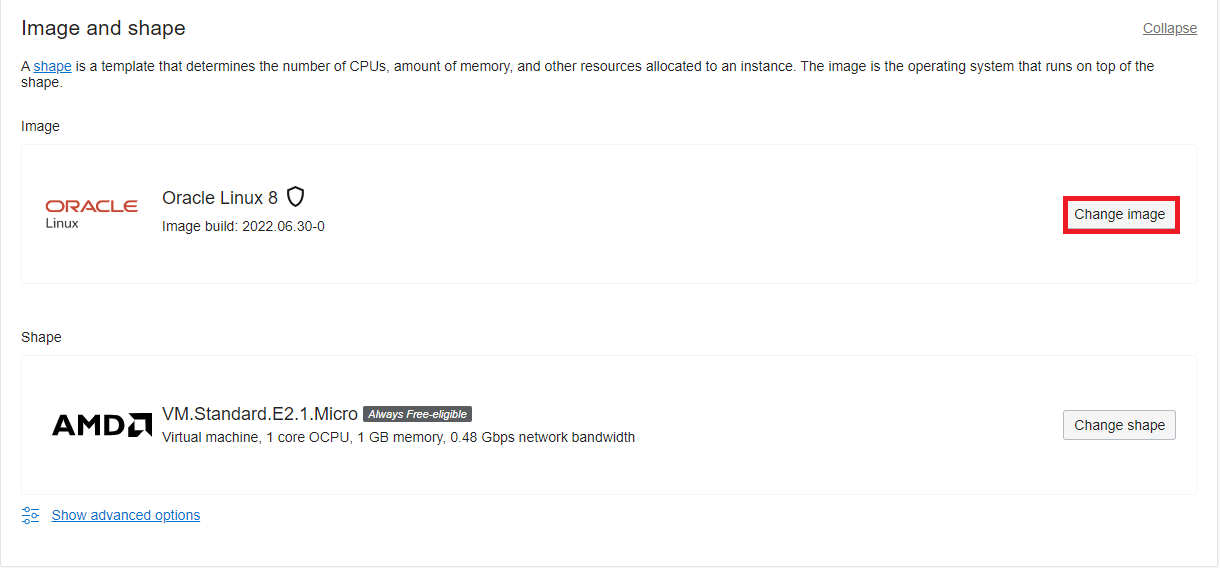 Image and shape
Collapse
A shape is a template that determines the number of CPUs, amount of memory, and other resources allocated to an instance. The image is the operating system that runs on top of the
shape.
Image
ORACLE
Linux
Oracle Linux 8
Image build: 2022.06.30-0
Change image
Shape
AMD
VM.Standard.E2.1.Micro Always Free-eligible
Virtual machine, 1 core OCPU, 1 GB memory, 0.48 Gbps network bandwidth
Change shape
Show advanced options